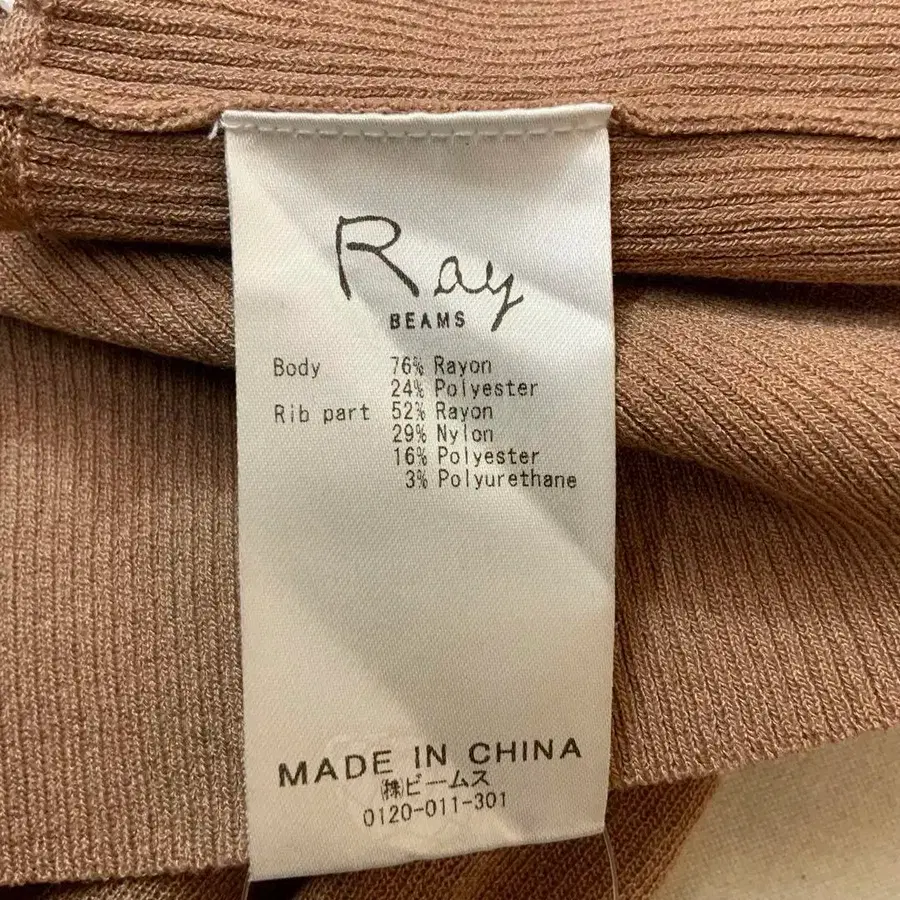 Ray
BEAMS
Body 76% Rayon
24% Polyester
Rib part 52% Rayon
29% Nylon
16% Polyester
3% Polyurethane
MADE IN CHINA
㈱ビームス
0120-011-301